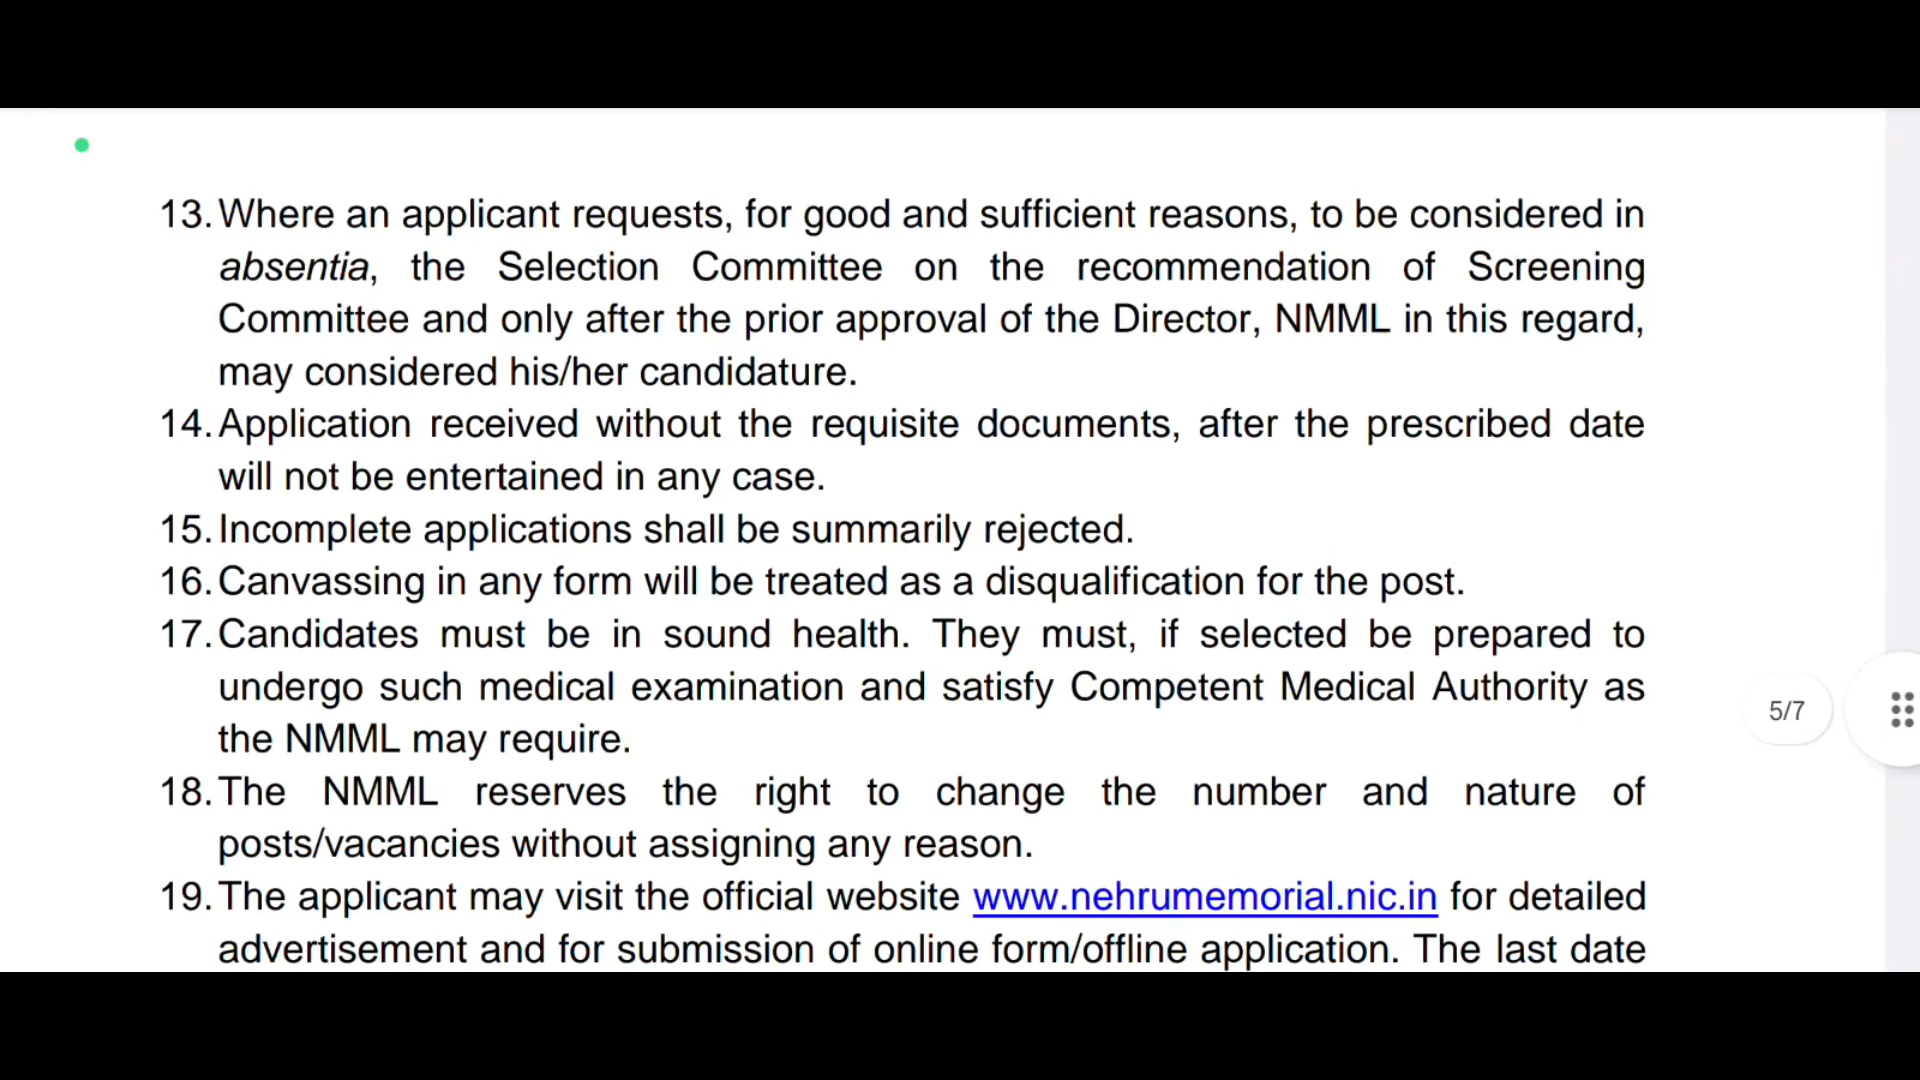 13. Where an applicant requests, for good and sufficient reasons, to be considered in
absentia, the Selection Committee on the recommendation of Screening
Committee and only after the prior approval of the Director, NMML in this regard,
may considered his/her candidature.
14. Application received without the requisite documents, after the prescribed date
will not be entertained in any case.
15. Incomplete applications shall be summarily rejected.
16. Canvassing in any form will be treated as a disqualification for the post.
17. Candidates must be in sound health. They must, if selected be prepared to
undergo such medical examination and satisfy Competent Medical Authority as
the NMML may require.
5/7
18. The NMML reserves the right to change the number and nature of
posts/vacancies without assigning any reason.
19. The applicant may visit the official website www.nehrumemorial.nic.in for detailed
advertisement and for submission of online form/offline application. The last date